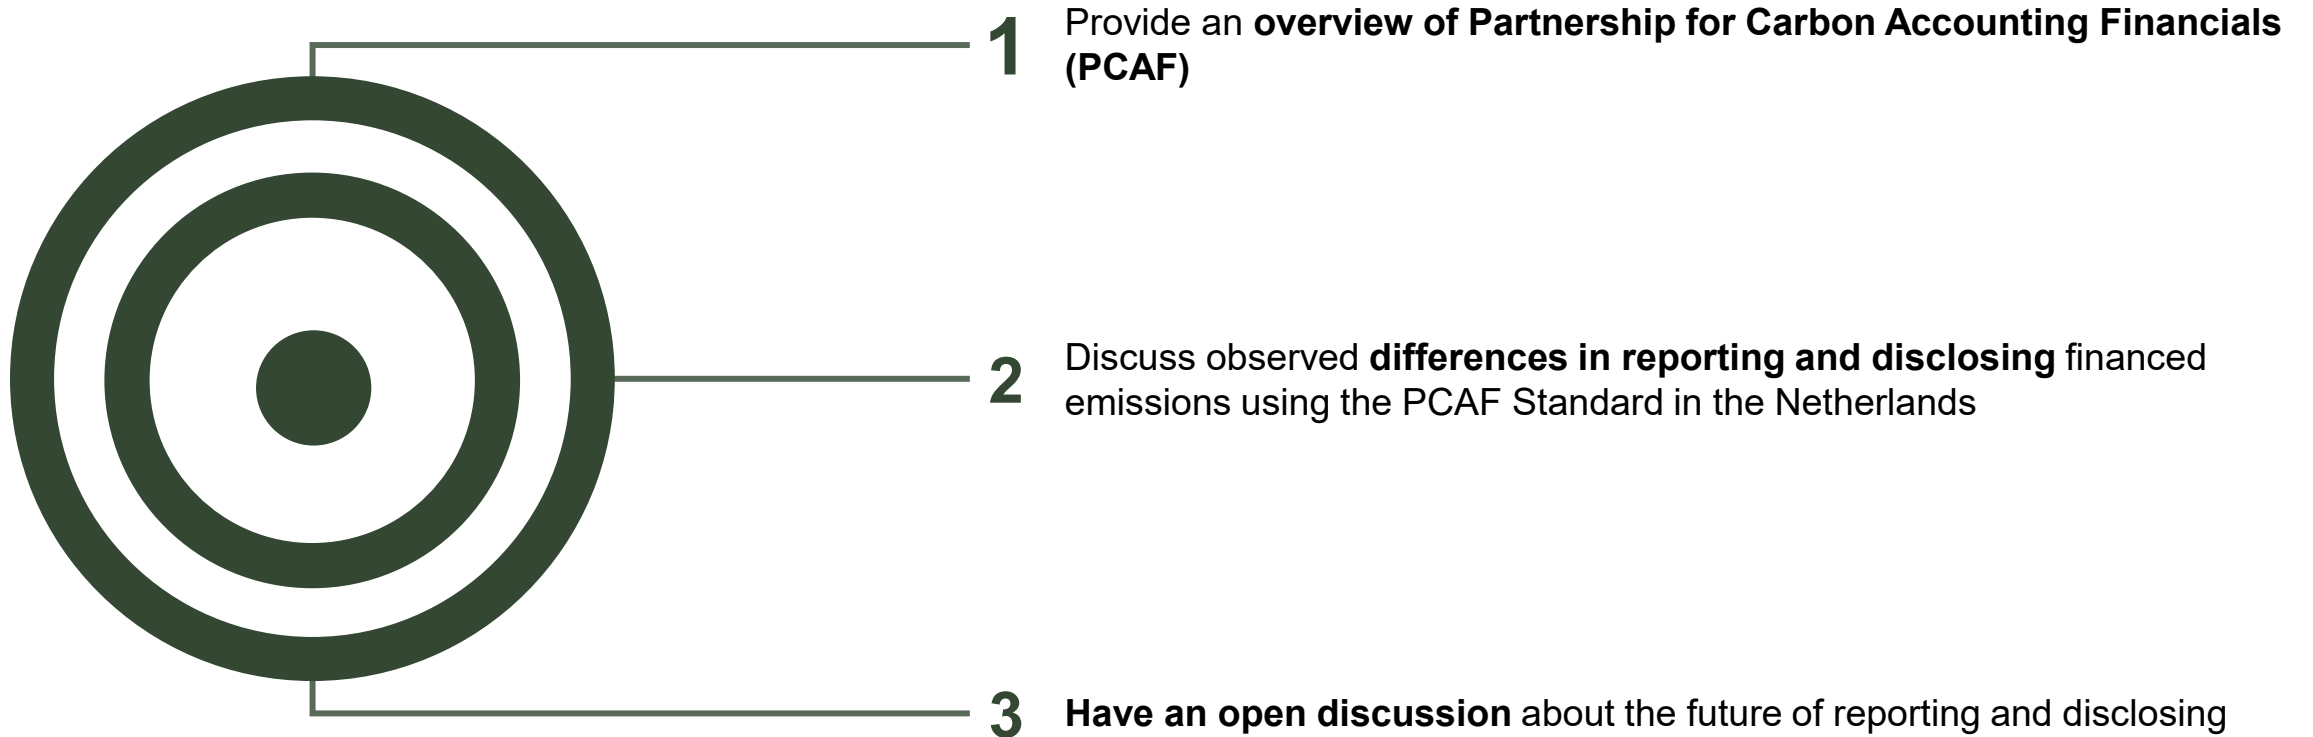 1
Provide an overview of Partnership for Carbon Accounting Financials
(PCAF)
2
Discuss observed differences in reporting and disclosing financed
emissions using the PCAF Standard in the Netherlands
3
Have an open discussion about the future of reporting and disclosing